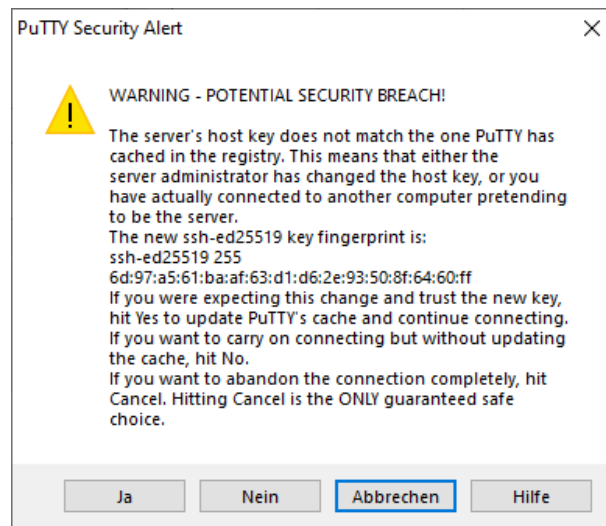 PuTTY Security Alert
WARNING - POTENTIAL SECURITY BREACH!
The server's host key does not match the one PuTTY has
cached in the registry. This means that either the
server administrator has changed the host key, or you
have actually connected to another computer pretending
to be the server.
The new ssh-ed25519 key fingerprint is:
ssh-ed25519 255
6d:97:a5:61:ba:af:63:d1:d6:2e:93:50:8f:64:60:ff
If you were expecting this change and trust the new key,
hit Yes to update PuTTY's cache and continue connecting.
If you want to carry on connecting but without updating
the cache, hit No.
If you want to abandon the connection completely, hit
Cancel. Hitting Cancel is the ONLY guaranteed safe
choice.
Ja Nein Abbrechen Hilfe